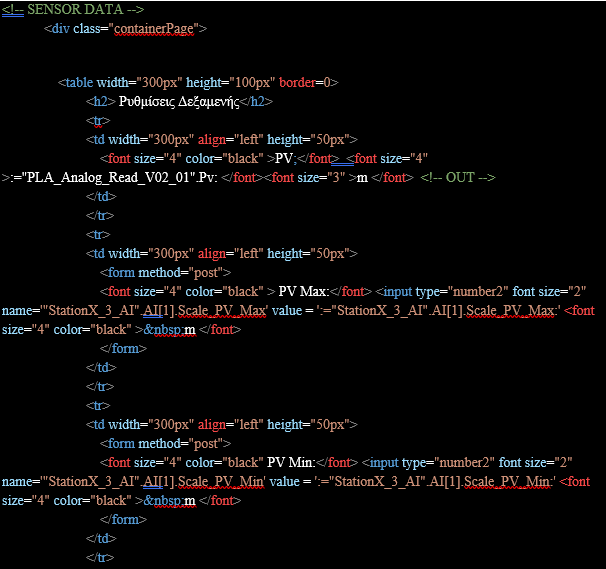 <!-- SENSOR DATA -->
<div class="containerPage">
<table width="300px" height="100px" border=0>
<h2> Ρυθμίσεις Δεξαμενής</h2>
<tr>
<td width="300px" align="left" height="50px">
<font size="4" color="black" >PV;</font> <font size="4"
>:="PLA_Analog_Read_V02_01".Pv: </font><font size="3" >m </font> <!-- OUT -->
</td>
</tr>
<tr>
<td width="300px" align="left" height="50px">
<form method="post">
<font size="4" color="black" > PV Max:</font> <input type="number2" font size="2"
name='"StationX_3_AI".AI[1].Scale_PV_Max' value = ':="StationX_3_AI".AI[1].Scale_PV_Max:' <font
size="4" color="black" >&nbsp;m </font>
</form>
</td>
</tr>
<tr>
<td width="300px" align="left" height="50px">
<form method="post">
<font size="4" color="black" PV Min:</font> <input type="number2" font size="2"
name='"StationX_3_AI".AI[1].Scale_PV_Min' value = ':="StationX_3_AI".AI[1].Scale_PV_Min:' <font
size="4" color="black" >&nbsp;m </font>
</form>
</td>
</tr>